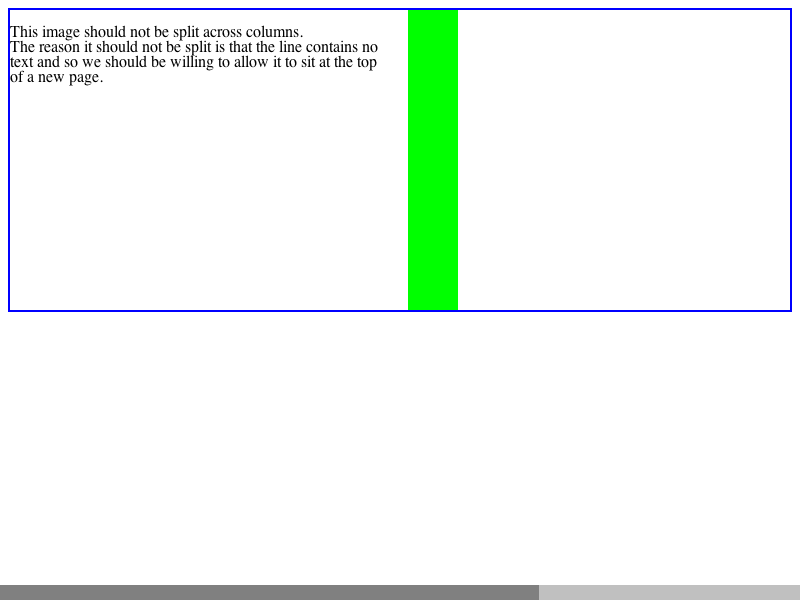 This image should not be split across columns.
The reason it should not be split is that the line contains no
text and so we should be willing to allow it to sit at the top
of a new page.